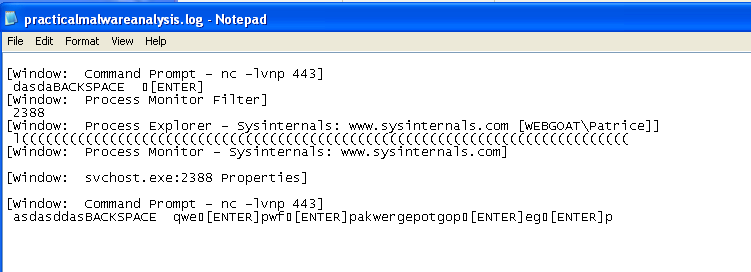 practicalmalwareanalysis.log - Notepad
File Edit Format View Help
[Window:  Command Prompt - nc -lvnp 443]
 dasdaBACKSPACE  ▯[ENTER]
[Window:  Process Monitor Filter]
 2388
[Window:  Process Explorer - Sysinternals: www.sysinternals.com [WEBGOAT\Patrice]]
 l((((((((((((((((((((((((((((((((((((((((((((((((((((((((((((((((((((((((((((
[Window:  Process Monitor - Sysinternals: www.sysinternals.com]
[Window:  svchost.exe:2388 Properties]
[Window:  Command Prompt - nc -lvnp 443]
 asdasddasBACKSPACE  qwe▯[ENTER]pwf▯[ENTER]pakwergepotgop▯[ENTER]eg▯[ENTER]p